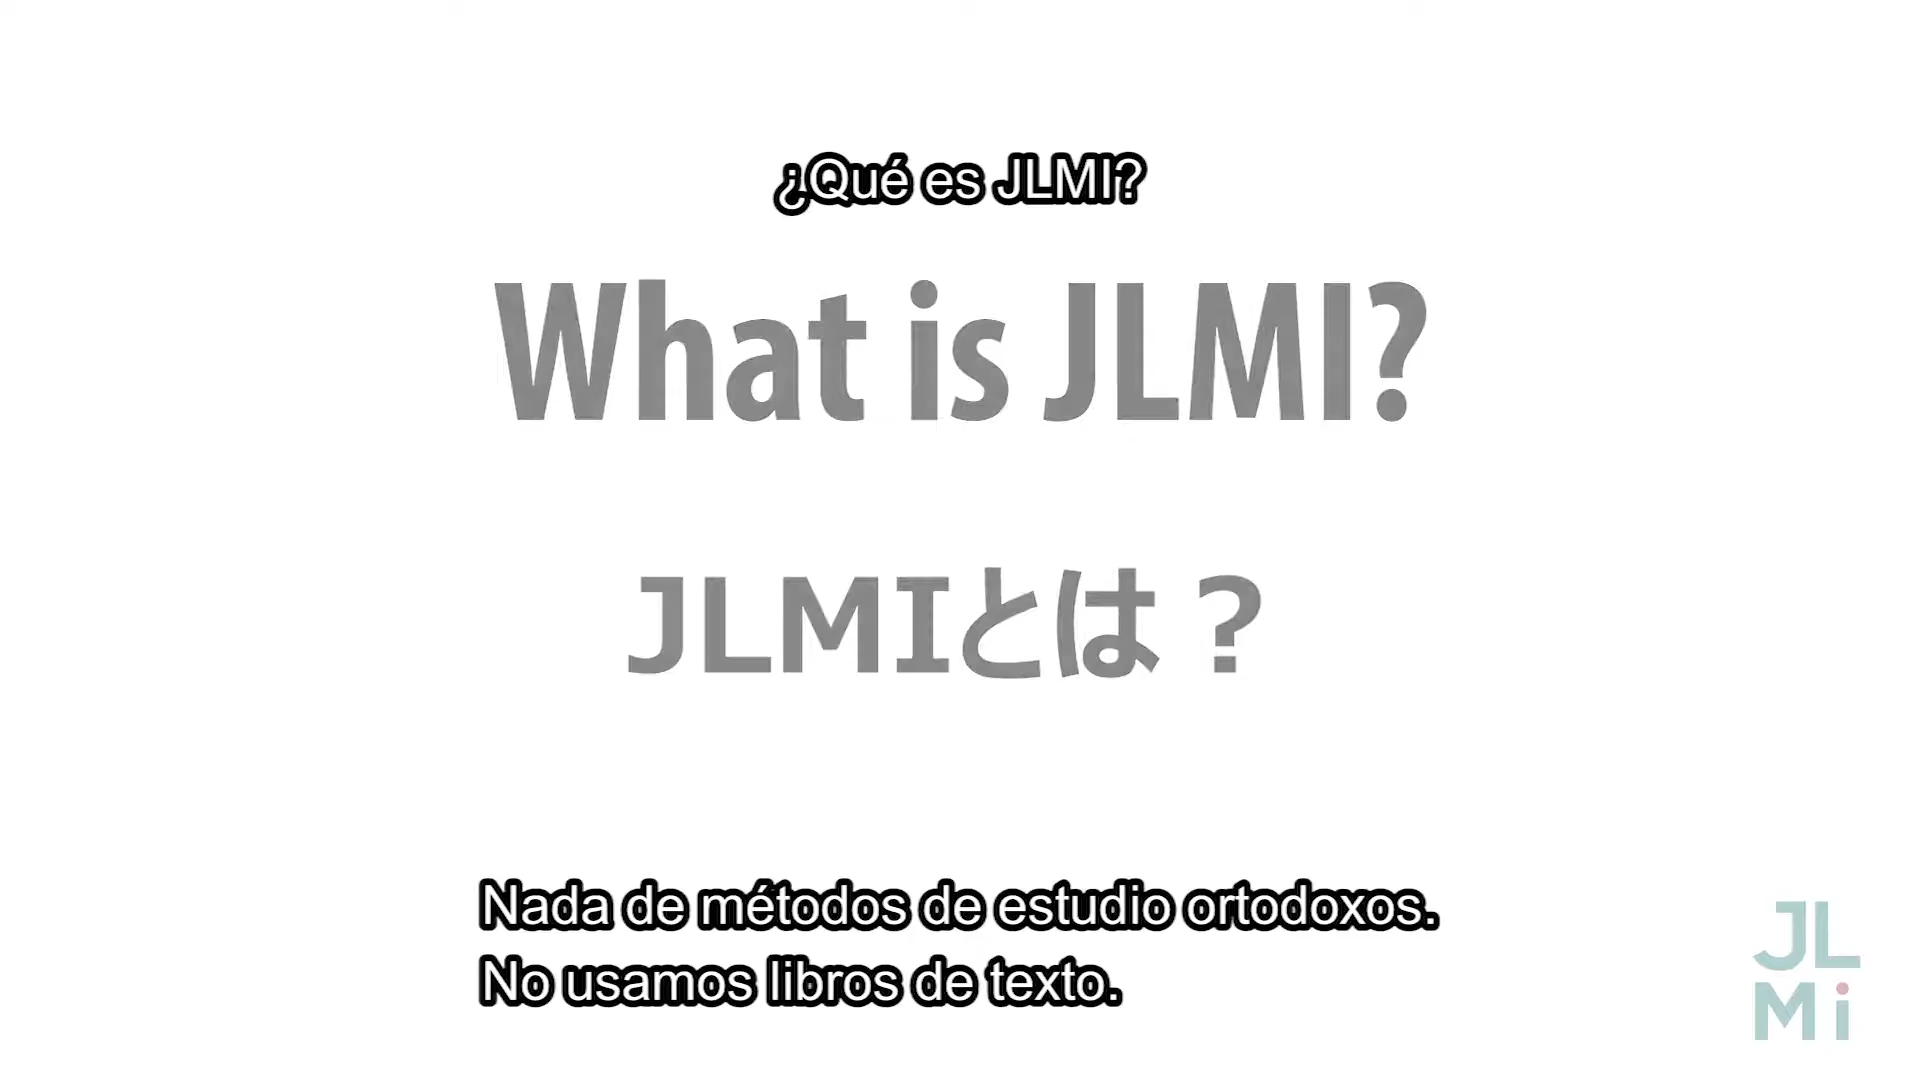 ¿Qué es JLMI?
What is JLMI?
JLMIとは？
Nada de métodos de estudio ortodoxos.
No usamos libros de texto.
JL
Mi